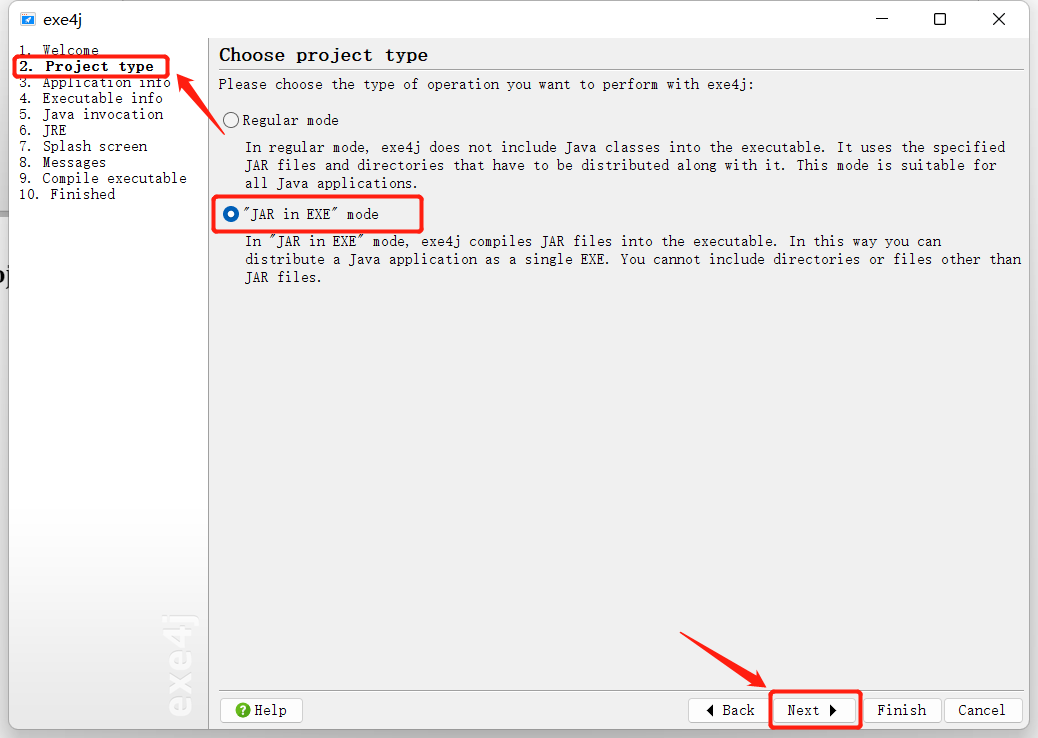 exe4j
1. Welcome
2. Project type
3. Application info
4. Executable info
5. Java invocation
6. JRE
7. Splash screen
8. Messages
9. Compile executable
10. Finished
exe4j
Choose project type
Please choose the type of operation you want to perform with exe4j:
Regular mode
In regular mode, exe4j does not include Java classes into the executable. It uses the specified
JAR files and directories that have to be distributed along with it. This mode is suitable for
all Java applications.
"JAR in EXE" mode
In "JAR in EXE" mode, exe4j compiles JAR files into the executable. In this way you can
distribute a Java application as a single EXE. You cannot include directories or files other than
JAR files.
Help
Back
Next
Finish
Cancel